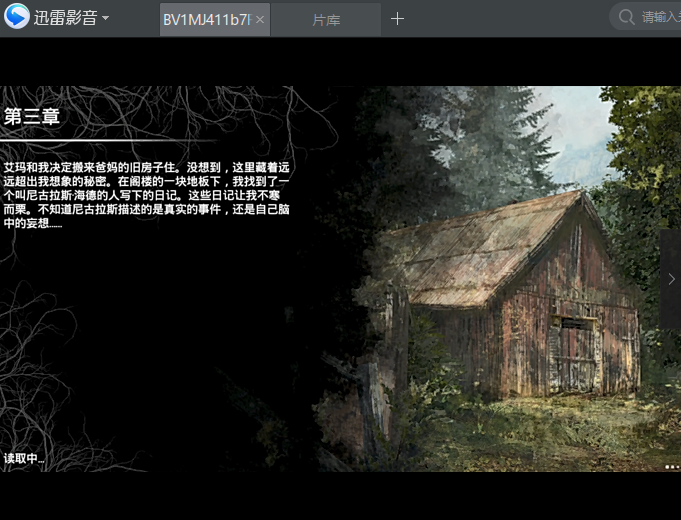 迅雷影音
BV1MJ411b7
片库
请输入
第三章
艾玛和我决定搬来爸妈的旧房子住。没想到，这里藏着远
远超出我想象的秘密。在阁楼的一块地板下，我找到了一
个叫尼古拉斯·海德的人写下的日记。这些日记让我不寒
而栗。不知道尼古拉斯描述的是真实的事件，还是自己脑
中的妄想……
读取中...